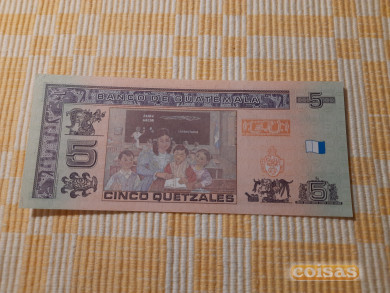 BANCO DE GUATEMALA
5
5
5
CINCO QUETZALES
coisas